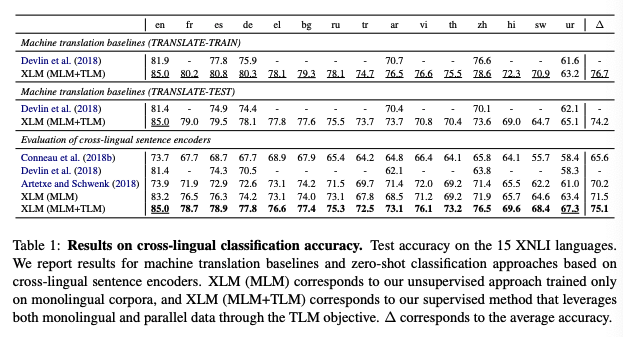 en fr es de el bg ru tr ar vi th zh hi sw ur Δ
Machine translation baselines (TRANSLATE-TRAIN)
Devlin et al. (2018) 81.9 - 77.8 75.9 - - - - 70.7 - - 76.6 - - 61.6 -
XLM (MLM+TLM) 85.0 80.2 80.8 80.3 78.1 79.3 78.1 74.7 76.5 76.6 75.5 78.6 72.3 70.9 63.2 76.7
Machine translation baselines (TRANSLATE-TEST)
Devlin et al. (2018) 81.4 - 74.9 74.4 - - - - 70.4 - - 70.1 - - 62.1 -
XLM (MLM+TLM) 85.0 79.0 79.5 78.1 77.8 77.6 75.5 73.7 73.7 70.8 70.4 73.6 69.0 64.7 65.1 74.2
Evaluation of cross-lingual sentence encoders
Conneau et al. (2018b) 73.7 67.7 68.7 67.7 68.9 67.9 65.4 64.2 64.8 66.4 64.1 65.8 64.1 55.7 58.4 65.6
Devlin et al. (2018) 81.4 - 74.3 70.5 - - - - 62.1 - - 63.8 - - 58.3 -
Artetxe and Schwenk (2018) 73.9 71.9 72.9 72.6 73.1 74.2 71.5 69.7 71.4 72.0 69.2 71.4 65.5 62.2 61.0 70.2
XLM (MLM) 83.2 76.5 76.3 74.2 73.1 74.0 73.1 67.8 68.5 71.2 69.2 71.9 65.7 64.6 63.4 71.5
XLM (MLM+TLM) 85.0 78.7 78.9 77.8 76.6 77.4 75.3 72.5 73.1 76.1 73.2 76.5 69.6 68.4 67.3 75.1
Table 1: Results on cross-lingual classification accuracy. Test accuracy on the 15 XNLI languages.
We report results for machine translation baselines and zero-shot classification approaches based on
cross-lingual sentence encoders. XLM (MLM) corresponds to our unsupervised approach trained only
on monolingual corpora, and XLM (MLM+TLM) corresponds to our supervised method that leverages
both monolingual and parallel data through the TLM objective. Δ corresponds to the average accuracy.